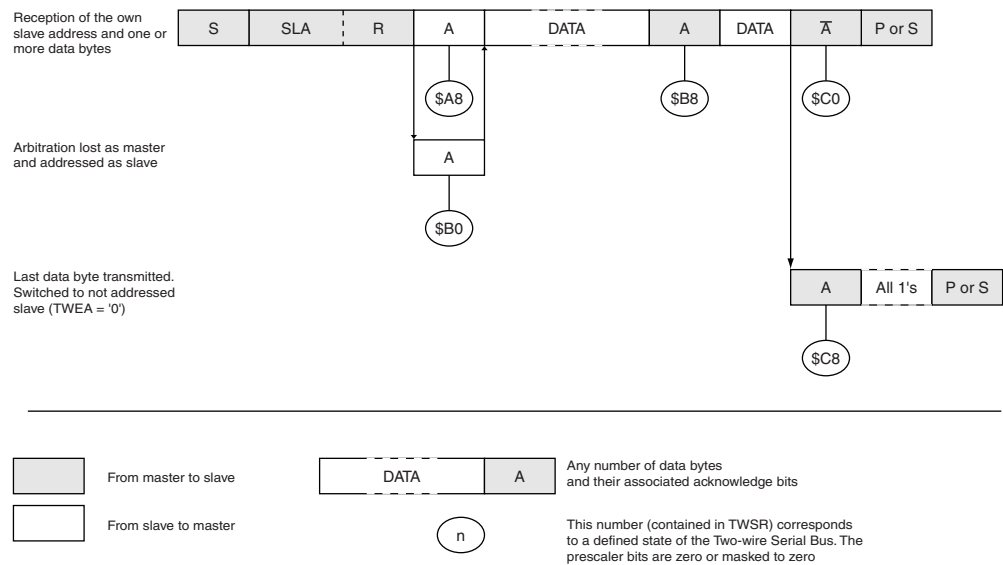 Reception of the own
slave address and one or
more data bytes
S SLA R A DATA A DATA A̅ P or S
$A8 $B8 $C0
Arbitration lost as master
and addressed as slave
A
$B0
Last data byte transmitted.
Switched to not addressed
slave (TWEA = '0')
A All 1's P or S
$C8
From master to slave
DATA A
Any number of data bytes
and their associated acknowledge bits
From slave to master
n
This number (contained in TWSR) corresponds
to a defined state of the Two-wire Serial Bus. The
prescaler bits are zero or masked to zero